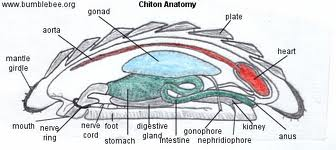 www.bumblebee.org
Chiton Anatomy
gonad
plate
aorta
heart
mantle
girdle
mouth
nerve
ring
nerve
cord
foot
stomach
digestive
gland
intestine
gonophore
nephridiophore
kidney
anus